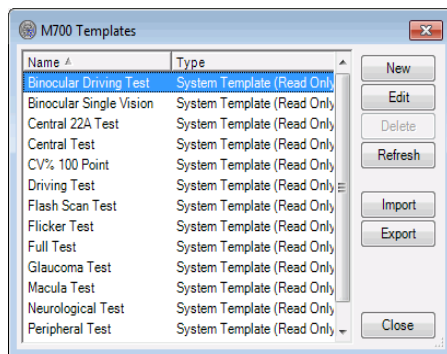 M700 Templates
Name Type
Binocular Driving Test System Template (Read Only
Binocular Single Vision System Template (Read Only
Central 22A Test System Template (Read Only
Central Test System Template (Read Only
CV% 100 Point System Template (Read Only
Driving Test System Template (Read Only
Flash Scan Test System Template (Read Only
Flicker Test System Template (Read Only
Full Test System Template (Read Only
Glaucoma Test System Template (Read Only
Macula Test System Template (Read Only
Neurological Test System Template (Read Only
Peripheral Test System Template (Read Only
New
Edit
Delete
Refresh
Import
Export
Close